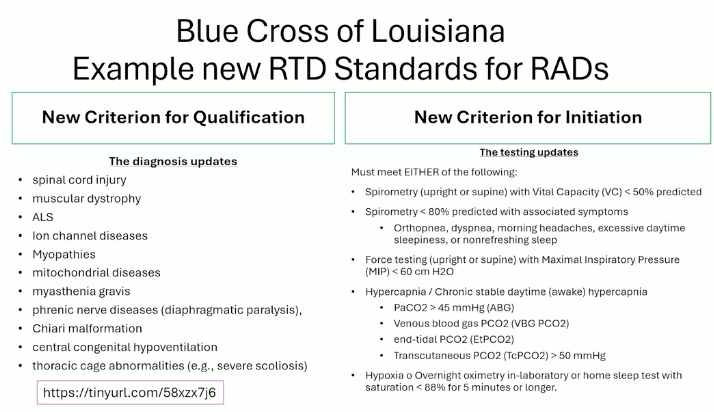 Blue Cross of Louisiana
Example new RTD Standards for RADs
New Criterion for Qualification
The diagnosis updates
• spinal cord injury
• muscular dystrophy
• ALS
• Ion channel diseases
• Myopathies
• mitochondrial diseases
• myasthenia gravis
• phrenic nerve diseases (diaphragmatic paralysis),
• Chiari malformation
• central congenital hypoventilation
• thoracic cage abnormalities (e.g., severe scoliosis)
https://tinyurl.com/58xzx7j6
New Criterion for Initiation
The testing updates
Must meet EITHER of the following:
• Spirometry (upright or supine) with Vital Capacity (VC) < 50% predicted
• Spirometry < 80% predicted with associated symptoms
• Orthopnea, dyspnea, morning headaches, excessive daytime
sleepiness, or nonrefreshing sleep
• Force testing (upright or supine) with Maximal Inspiratory Pressure
(MIP) < 60 cm H2O
• Hypercapnia / Chronic stable daytime (awake) hypercapnia
• PaCO2 > 45 mmHg (ABG)
• Venous blood gas PCO2 (VBG PCO2)
• end-tidal PCO2 (EtPCO2)
• Transcutaneous PCO2 (TcPCO2) > 50 mmHg
• Hypoxia o Overnight oximetry in-laboratory or home sleep test with
saturation < 88% for 5 minutes or longer.